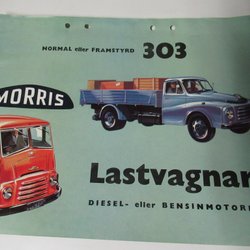 NORMAL eller FRAMSTYRD 303
MORRIS
Lastvagnar
DIESEL- eller BENSINMOTORER